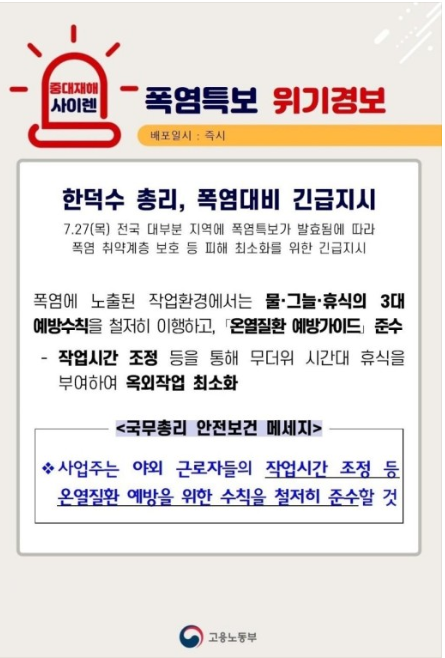 중대재해
사이렌
폭염특보 위기경보
배포일시 : 즉시
한덕수 총리, 폭염대비 긴급지시
7.27(목) 전국 대부분 지역에 폭염특보가 발효됨에 따라
폭염 취약계층 보호 등 피해 최소화를 위한 긴급지시
폭염에 노출된 작업환경에서는 물·그늘·휴식의 3대
예방수칙을 철저히 이행하고, 「온열질환 예방가이드」 준수
- 작업시간 조정 등을 통해 무더위 시간대 휴식을
부여하여 옥외작업 최소화
<국무총리 안전보건 메세지>
❖사업주는 야외 근로자들의 작업시간 조정 등
온열질환 예방을 위한 수칙을 철저히 준수할 것
고용노동부